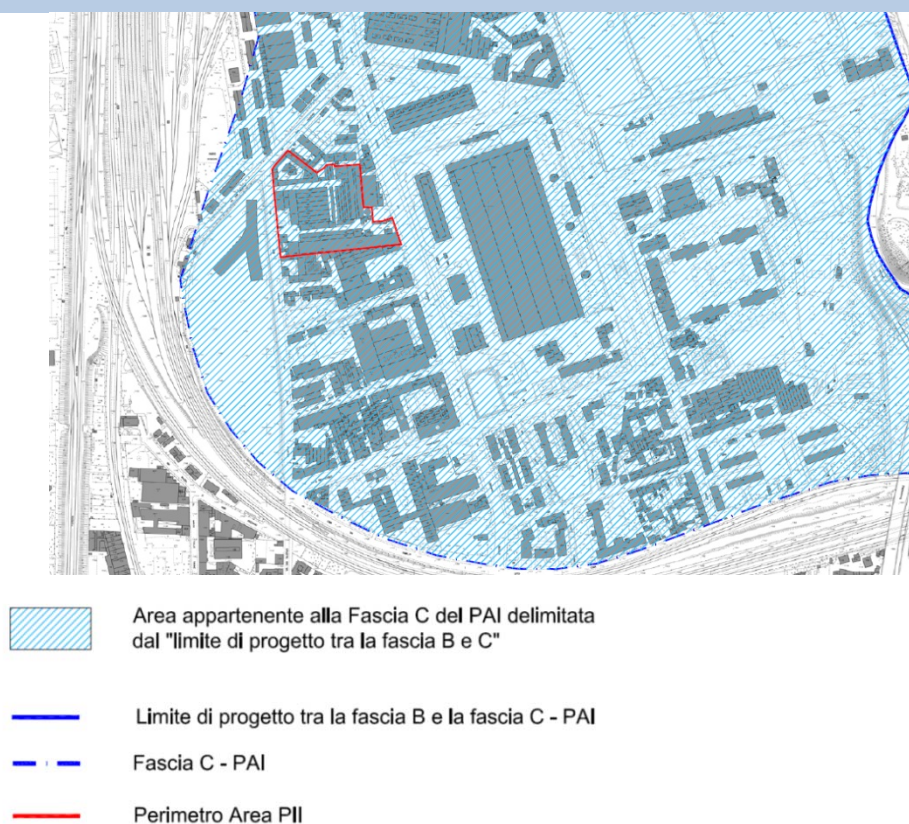 Area appartenente alla Fascia C del PAI delimitata
dal "limite di progetto tra la fascia B e C"
Limite di progetto tra la fascia B e la fascia C - PAI
Fascia C - PAI
Perimetro Area PII